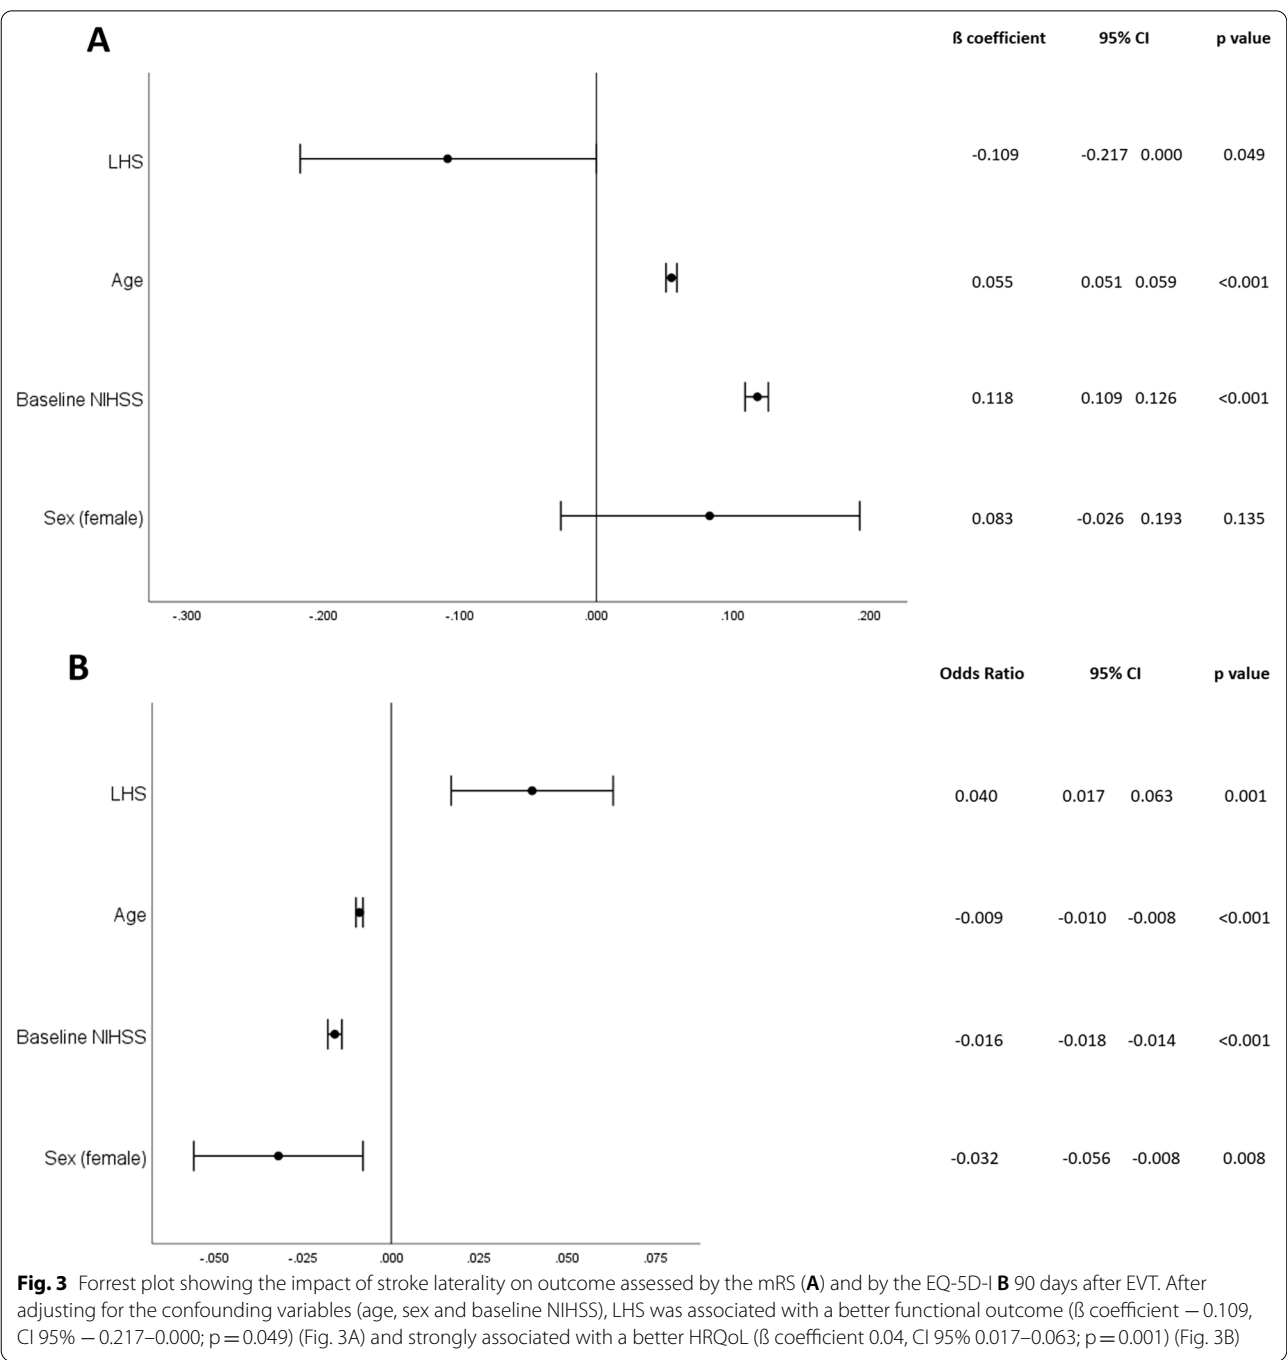 A
ß coefficient 95% CI p value
LHS -0.109 -0.217 0.000 0.049
Age 0.055 0.051 0.059 <0.001
Baseline NIHSS 0.118 0.109 0.126 <0.001
Sex (female) 0.083 -0.026 0.193 0.135
-.300 -.200 -.100 .000 .100 .200
B
Odds Ratio 95% CI p value
LHS 0.040 0.017 0.063 0.001
Age -0.009 -0.010 -0.008 <0.001
Baseline NIHSS -0.016 -0.018 -0.014 <0.001
Sex (female) -0.032 -0.056 -0.008 0.008
-.050 -.025 .000 .025 .050 .075
Fig. 3 Forrest plot showing the impact of stroke laterality on outcome assessed by the mRS (A) and by the EQ-5D-I B 90 days after EVT. After
adjusting for the confounding variables (age, sex and baseline NIHSS), LHS was associated with a better functional outcome (ß coefficient − 0.109,
CI 95% − 0.217–0.000; p = 0.049) (Fig. 3A) and strongly associated with a better HRQoL (ß coefficient 0.04, CI 95% 0.017–0.063; p = 0.001) (Fig. 3B)